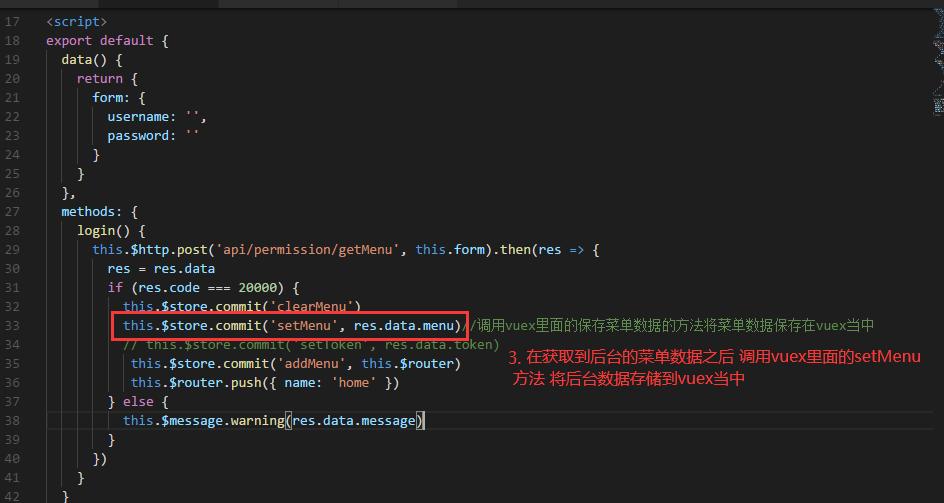 17 <script>
18 export default {
19 data() {
20 return {
21 form: {
22 username: '',
23 password: ''
24 }
25 }
26 },
27 methods: {
28 login() {
29 this.$http.post('api/permission/getMenu', this.form).then(res => {
30 res = res.data
31 if (res.code === 20000) {
32 this.$store.commit('clearMenu')
33 this.$store.commit('setMenu', res.data.menu)//调用vuex里面的保存菜单数据的方法将菜单数据保存在vuex当中
34 // this.$store.commit('setToken', res.data.token)
3. 在获取到后台的菜单数据之后 调用vuex里面的setMenu
35 this.$store.commit('addMenu', this.$router)
方法 将后台数据存储到vuex当中
36 this.$router.push({ name: 'home' })
37 } else {
38 this.$message.warning(res.data.message)
39 }
40 })
41 }
42 }